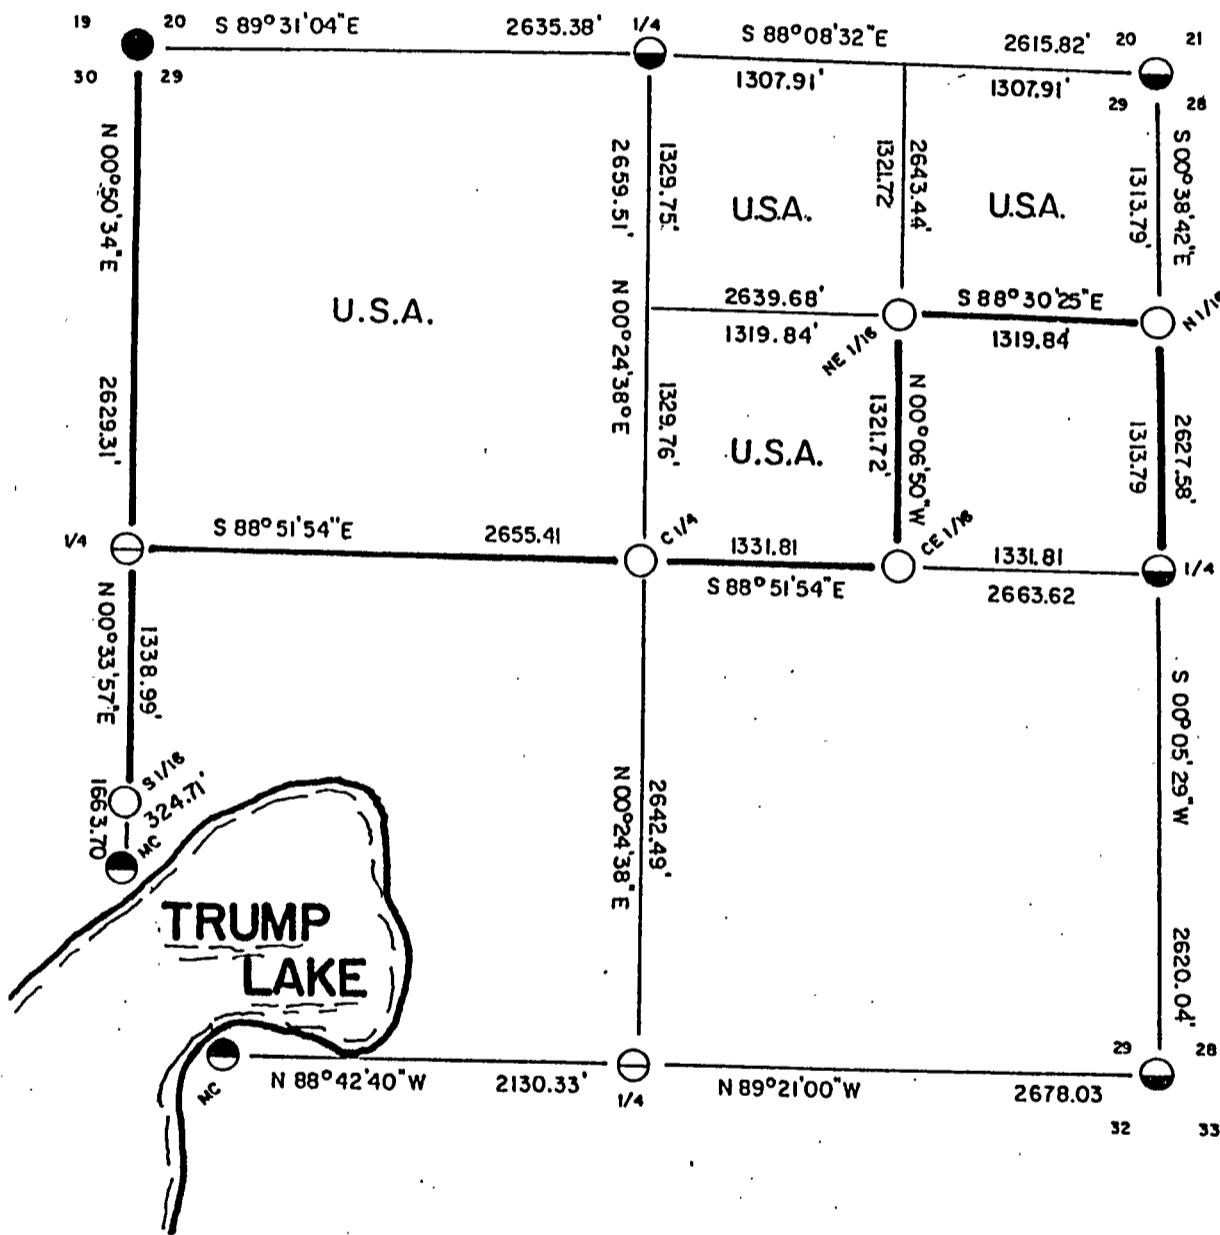 19 20
S 89°31'04"E
2635.38'
1/4
S 88°08'32"E
2615.82'
20 21
30 29
1307.91'
1307.91'
29 28
N 00°50'34"E
2629.31'
2659.51'
1329.75'
N 00°24'38"E
1329.76'
1321.72
2643.44'
S 00°38'42"E
1313.79'
U.S.A.
U.S.A.
U.S.A.
2639.68'
1319.84'
S 88°30'25"E
1319.84'
NE 1/16
N 1/16
U.S.A.
1321.72'
N 00°06'50"W
1313.79
2627.58'
1/4
S 88°51'54"E
2655.41
C 1/4
1331.81
S 88°51'54"E
CE 1/16
1331.81
2663.62
1/4
N 00°33'57"E
1338.99'
S 1/16
324.71'
1663.70
MC
N 00°24'38"E
2642.49'
S 00°05'29"W
2620.04'
TRUMP
LAKE
MC
N 88°42'40"W
2130.33'
1/4
N 89°21'00"W
2678.03
29 28
32 33